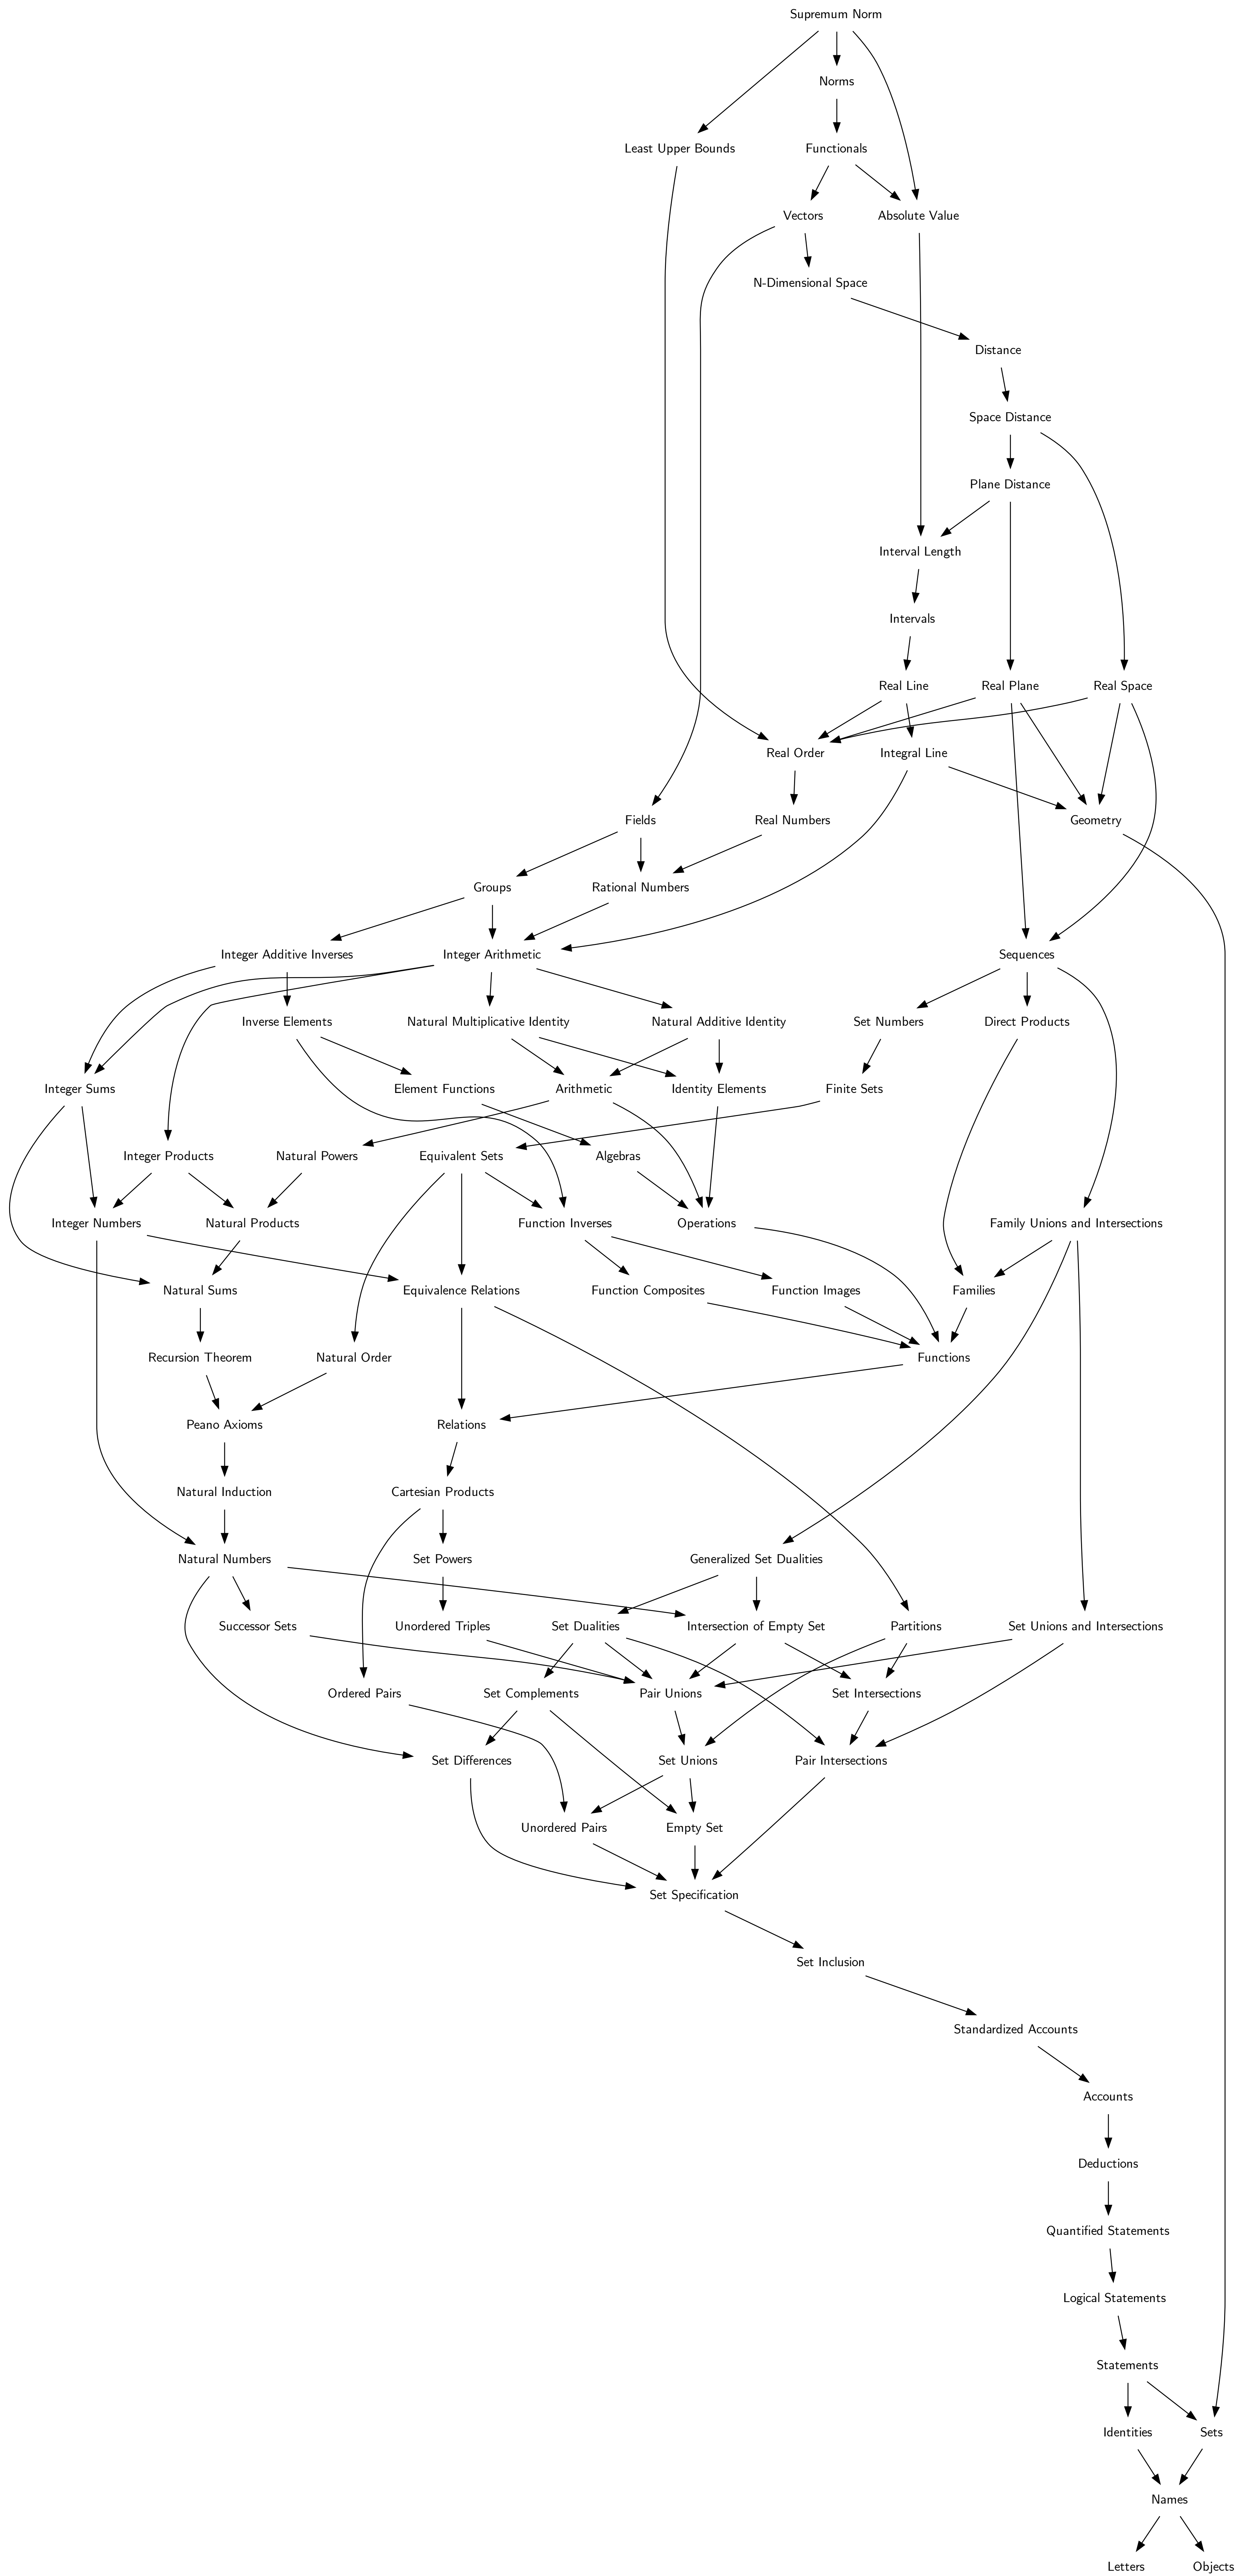 Supremum Norm
Norms
Least Upper Bounds
Functionals
Vectors
Absolute Value
N-Dimensional Space
Distance
Space Distance
Plane Distance
Interval Length
Intervals
Real Line
Real Plane
Real Space
Real Order
Integral Line
Fields
Real Numbers
Geometry
Groups
Rational Numbers
Integer Additive Inverses
Integer Arithmetic
Sequences
Inverse Elements
Natural Multiplicative Identity
Natural Additive Identity
Set Numbers
Direct Products
Integer Sums
Element Functions
Arithmetic
Identity Elements
Finite Sets
Integer Products
Natural Powers
Equivalent Sets
Algebras
Integer Numbers
Natural Products
Function Inverses
Operations
Family Unions and Intersections
Natural Sums
Equivalence Relations
Function Composites
Function Images
Families
Recursion Theorem
Natural Order
Functions
Peano Axioms
Relations
Natural Induction
Cartesian Products
Natural Numbers
Set Powers
Generalized Set Dualities
Successor Sets
Unordered Triples
Set Dualities
Intersection of Empty Set
Partitions
Set Unions and Intersections
Ordered Pairs
Set Complements
Pair Unions
Set Intersections
Set Differences
Set Unions
Pair Intersections
Unordered Pairs
Empty Set
Set Specification
Set Inclusion
Standardized Accounts
Accounts
Deductions
Quantified Statements
Logical Statements
Statements
Identities
Sets
Names
Letters
Objects